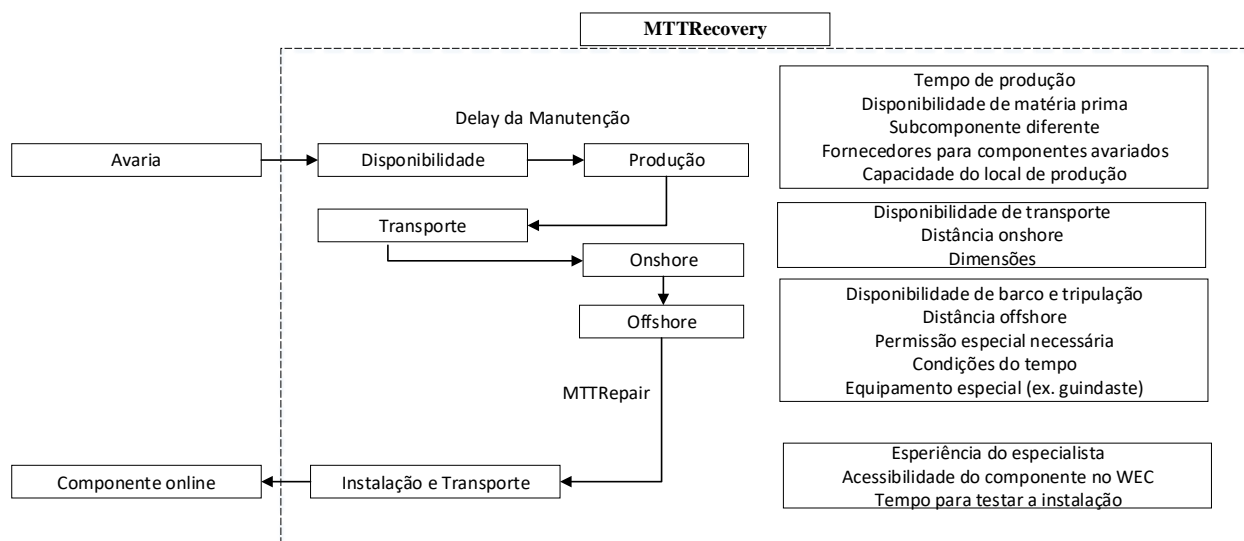 MTTRecovery
Delay da Manutenção
Avaria
Disponibilidade
Produção
Transporte
Onshore
Offshore
MTTRepair
Componente online
Instalação e Transporte
Tempo de produção
Disponibilidade de matéria prima
Subcomponente diferente
Fornecedores para componentes avariados
Capacidade do local de produção
Disponibilidade de transporte
Distância onshore
Dimensões
Disponibilidade de barco e tripulação
Distância offshore
Permissão especial necessária
Condições do tempo
Equipamento especial (ex. guindaste)
Esperiência do especialista
Acessibilidade do componente no WEC
Tempo para testar a instalação